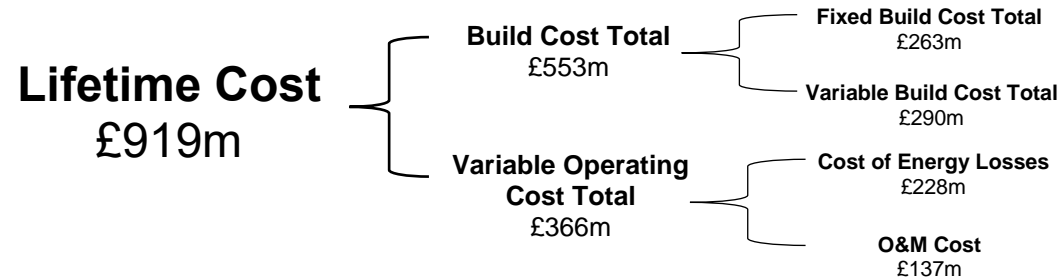 Lifetime Cost
£919m
Build Cost Total
£553m
Fixed Build Cost Total
£263m
Variable Build Cost Total
£290m
Variable Operating
Cost Total
£366m
Cost of Energy Losses
£228m
O&M Cost
£137m